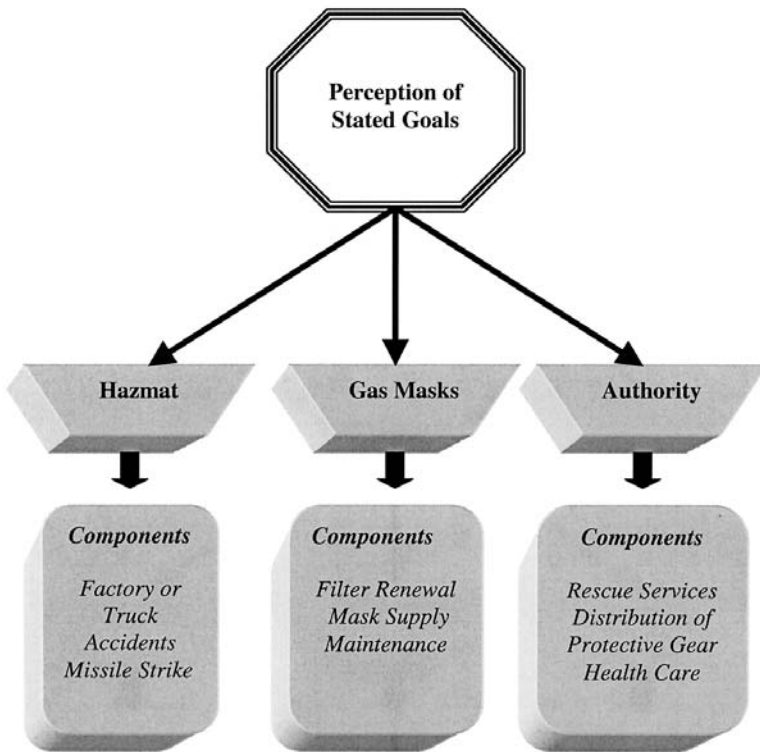 Perception of
Stated Goals
Hazmat
Gas Masks
Authority
Components
Factory or
Truck
Accidents
Missile Strike
Components
Filter Renewal
Mask Supply
Maintenance
Components
Rescue Services
Distribution of
Protective Gear
Health Care